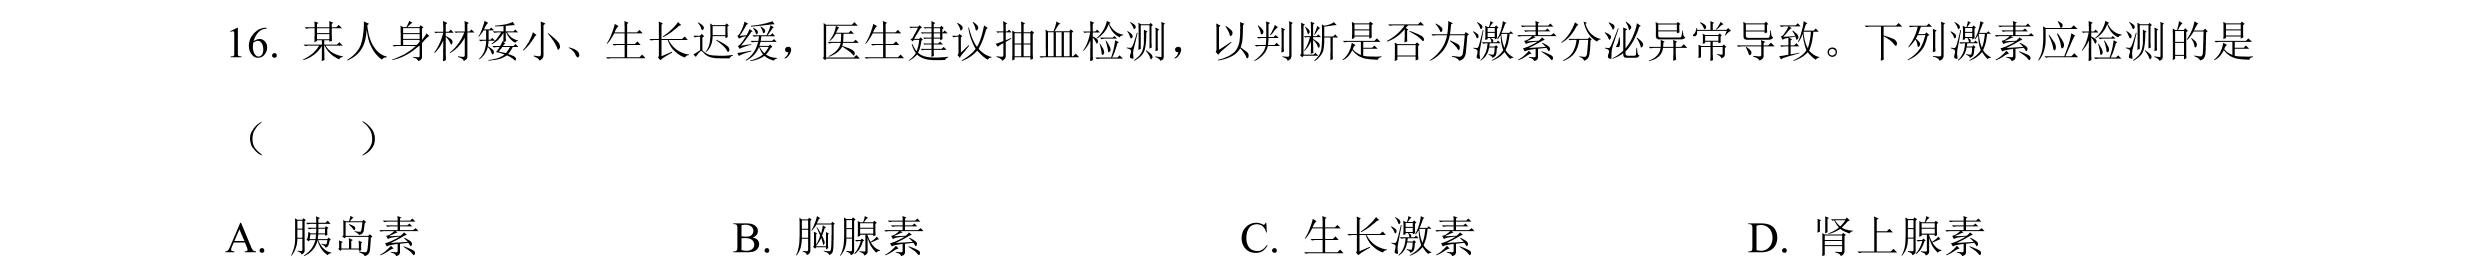 16. 某人身材矮小、生长迟缓，医生建议抽血检测，以判断是否为激素分泌异常导致。下列激素应检测的是
（　　）
A. 胰岛素　B. 胸腺素　C. 生长激素　D. 肾上腺素